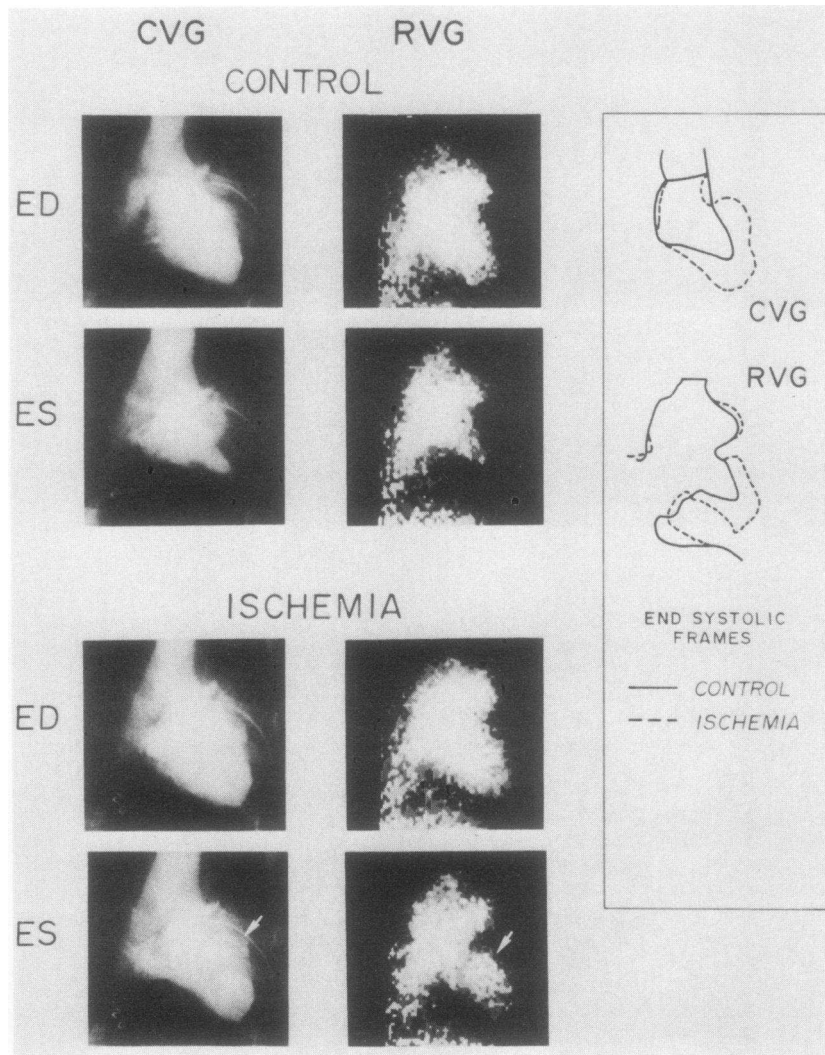 CVG RVG
CONTROL
ED
ES
ISCHEMIA
ED
ES
CVG
RVG
END SYSTOLIC
FRAMES
CONTROL
ISCHEMIA